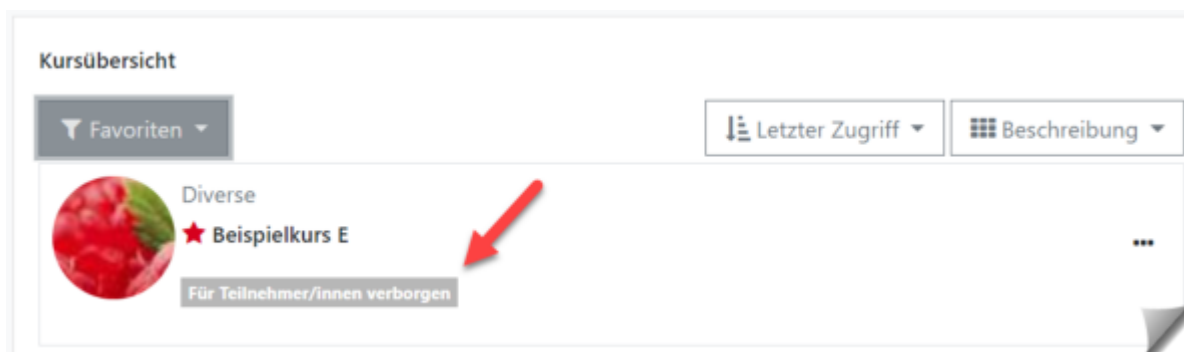 Kursübersicht
Favoriten
Letzter Zugriff
Beschreibung
Diverse
Beispielkurs E
Für Teilnehmer/innen verborgen